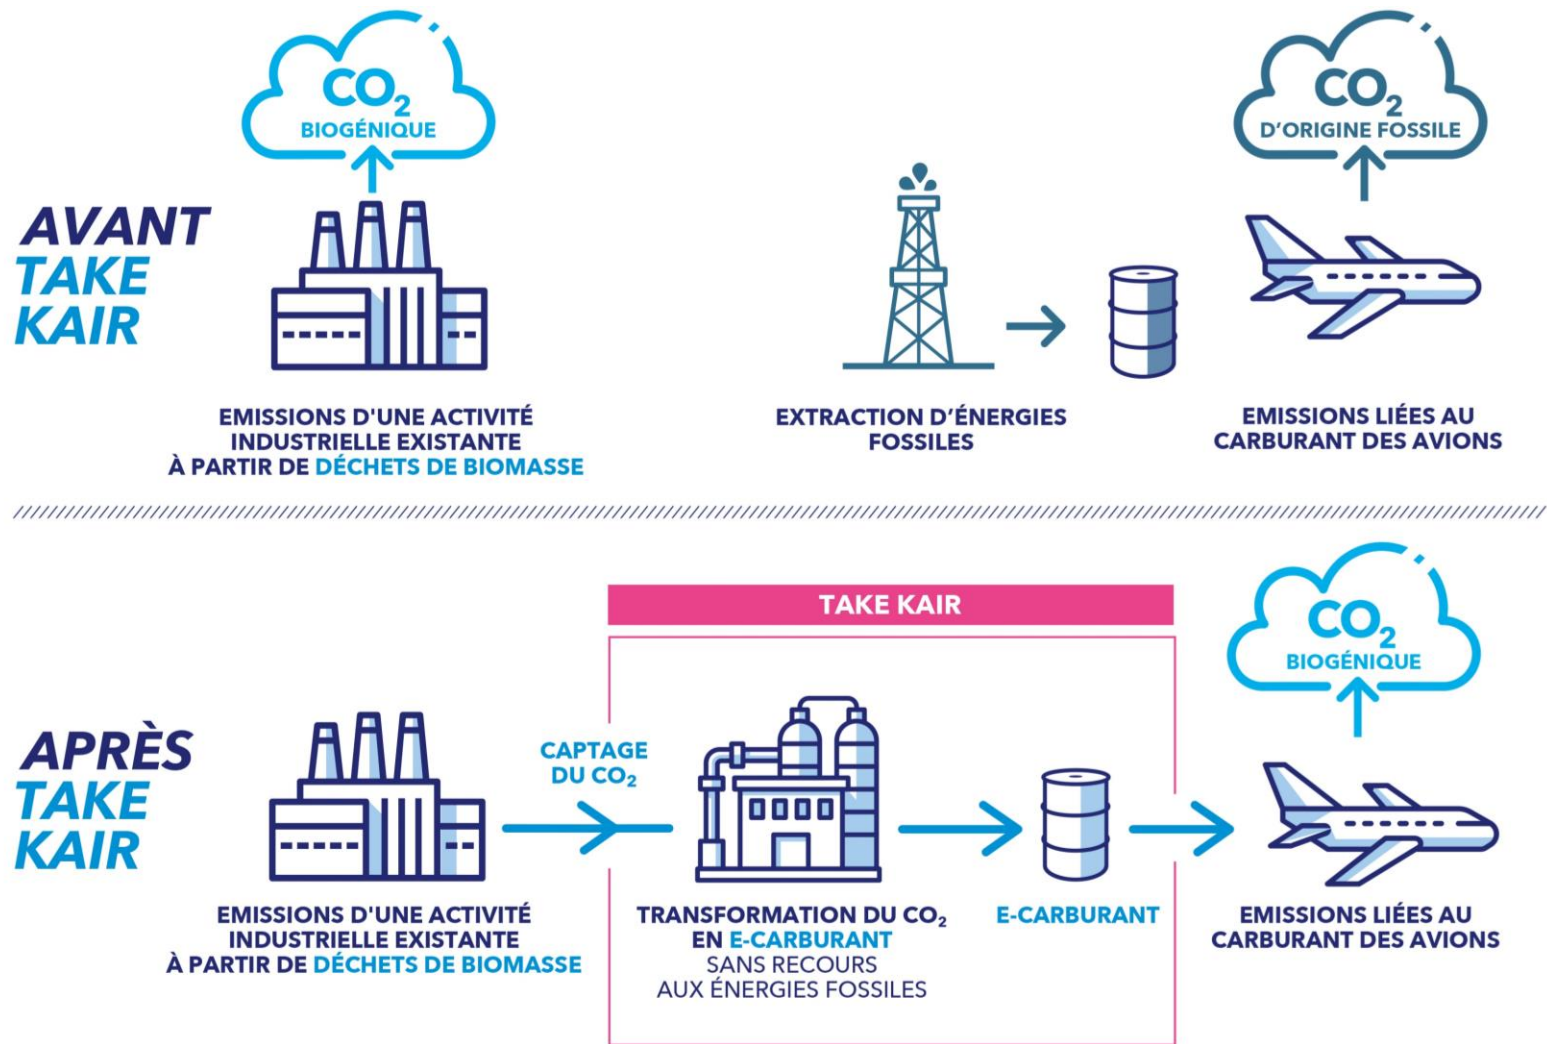 CO₂
BIOGÉNIQUE
CO₂
D'ORIGINE FOSSILE
AVANT
TAKE
KAIR
EMISSIONS D'UNE ACTIVITÉ
INDUSTRIELLE EXISTANTE
À PARTIR DE DÉCHETS DE BIOMASSE
EXTRACTION D'ÉNERGIES
FOSSILES
EMISSIONS LIÉES AU
CARBURANT DES AVIONS
TAKE KAIR
CO₂
BIOGÉNIQUE
APRÈS
TAKE
KAIR
CAPTAGE
DU CO₂
EMISSIONS D'UNE ACTIVITÉ
INDUSTRIELLE EXISTANTE
À PARTIR DE DÉCHETS DE BIOMASSE
TRANSFORMATION DU CO₂
EN E-CARBURANT
SANS RECOURS
AUX ÉNERGIES FOSSILES
E-CARBURANT
EMISSIONS LIÉES AU
CARBURANT DES AVIONS